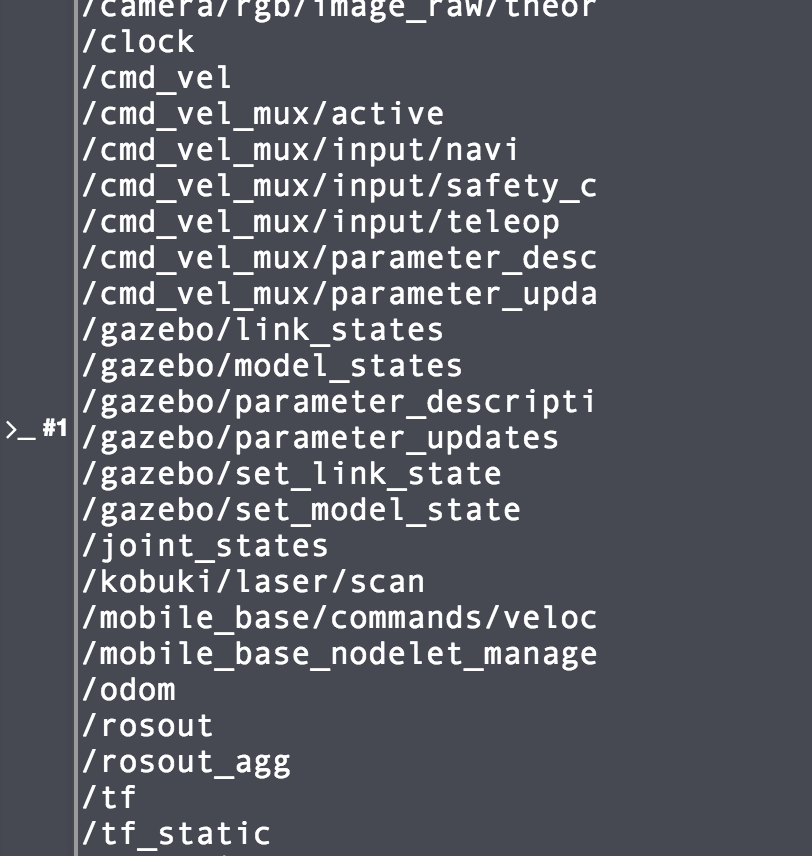 /camera/rgb/image_raw/theor
/clock
/cmd_vel
/cmd_vel_mux/active
/cmd_vel_mux/input/navi
/cmd_vel_mux/input/safety_c
/cmd_vel_mux/input/teleop
/cmd_vel_mux/parameter_desc
/cmd_vel_mux/parameter_upda
/gazebo/link_states
/gazebo/model_states
/gazebo/parameter_descripti
>_ #1
/gazebo/parameter_updates
/gazebo/set_link_state
/gazebo/set_model_state
/joint_states
/kobuki/laser/scan
/mobile_base/commands/veloc
/mobile_base_nodelet_manage
/odom
/rosout
/rosout_agg
/tf
/tf_static